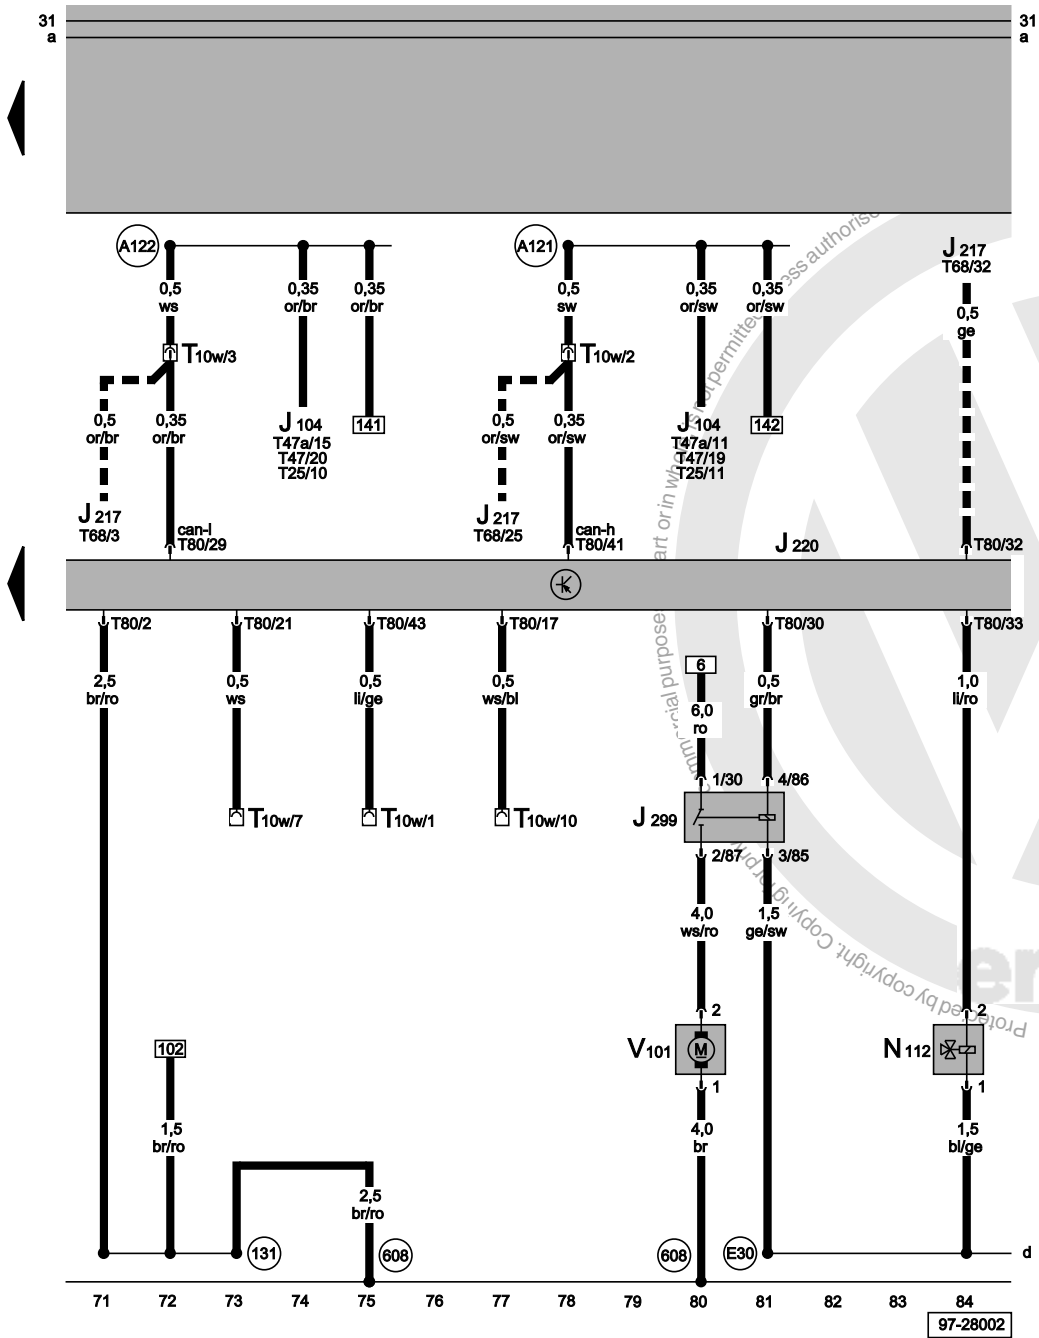 31 31
a a
A122 A121 J 217
T68/32
0,5 0,35 0,35 0,5 0,35 0,35
ws or/br or/br sw or/sw or/sw
0,5
ge
T10w/3 T10w/2
0,5 0,35 J 104 141 0,5 0,35 J 104 142
or/br or/br or/sw or/sw
T47a/15 T47a/11
T47/20 T47/19
T25/10 T25/11
J 217 J 217
T68/3 T68/25
can-l can-h
T80/29 T80/41 J 220 T80/32
T80/2 T80/21 T80/43 T80/17 T80/30 T80/33
6
2,5 0,5 0,5 0,5 0,5 1,0
br/ro ws li/ge ws/bl gr/br li/ro
6,0
ro
1/30 4/86
T10w/7 T10w/1 T10w/10 J 299
2/87 3/85
4,0 1,5
ws/ro ge/sw
2 2
102 V101 M N112
1 1
1,5 4,0 1,5
br/ro br bl/ge
2,5
br/ro
131 608 608 E30 d
71 72 73 74 75 76 77 78 79 80 81 82 83 84
97-28002
Protected by copyright. Copying for